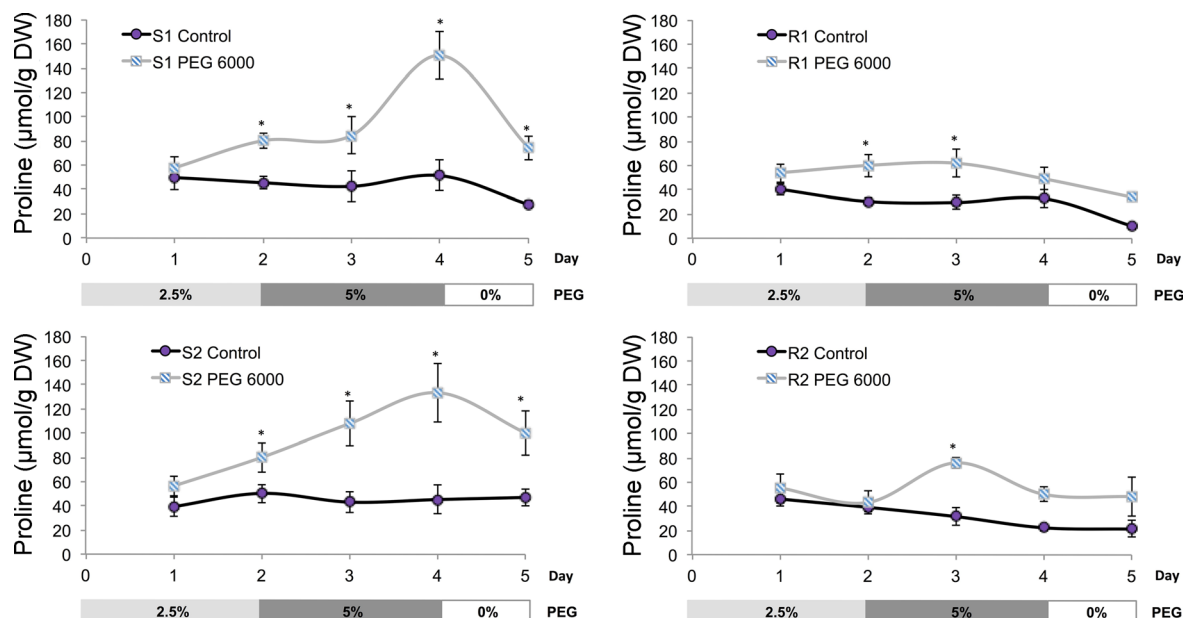 Proline (μmol/g DW)
180
160
140
120
100
80
60
40
20
0
S1 Control
S1 PEG 6000
*
*
*
*
0 1 2 3 4 5 Day
2.5% 5% 0% PEG
Proline (μmol/g DW)
180
160
140
120
100
80
60
40
20
0
R1 Control
R1 PEG 6000
*
*
0 1 2 3 4 5 Day
2.5% 5% 0% PEG
Proline (μmol/g DW)
180
160
140
120
100
80
60
40
20
0
S2 Control
S2 PEG 6000
*
*
*
*
0 1 2 3 4 5 Day
2.5% 5% 0% PEG
Proline (μmol/g DW)
180
160
140
120
100
80
60
40
20
0
R2 Control
R2 PEG 6000
*
0 1 2 3 4 5 Day
2.5% 5% 0% PEG